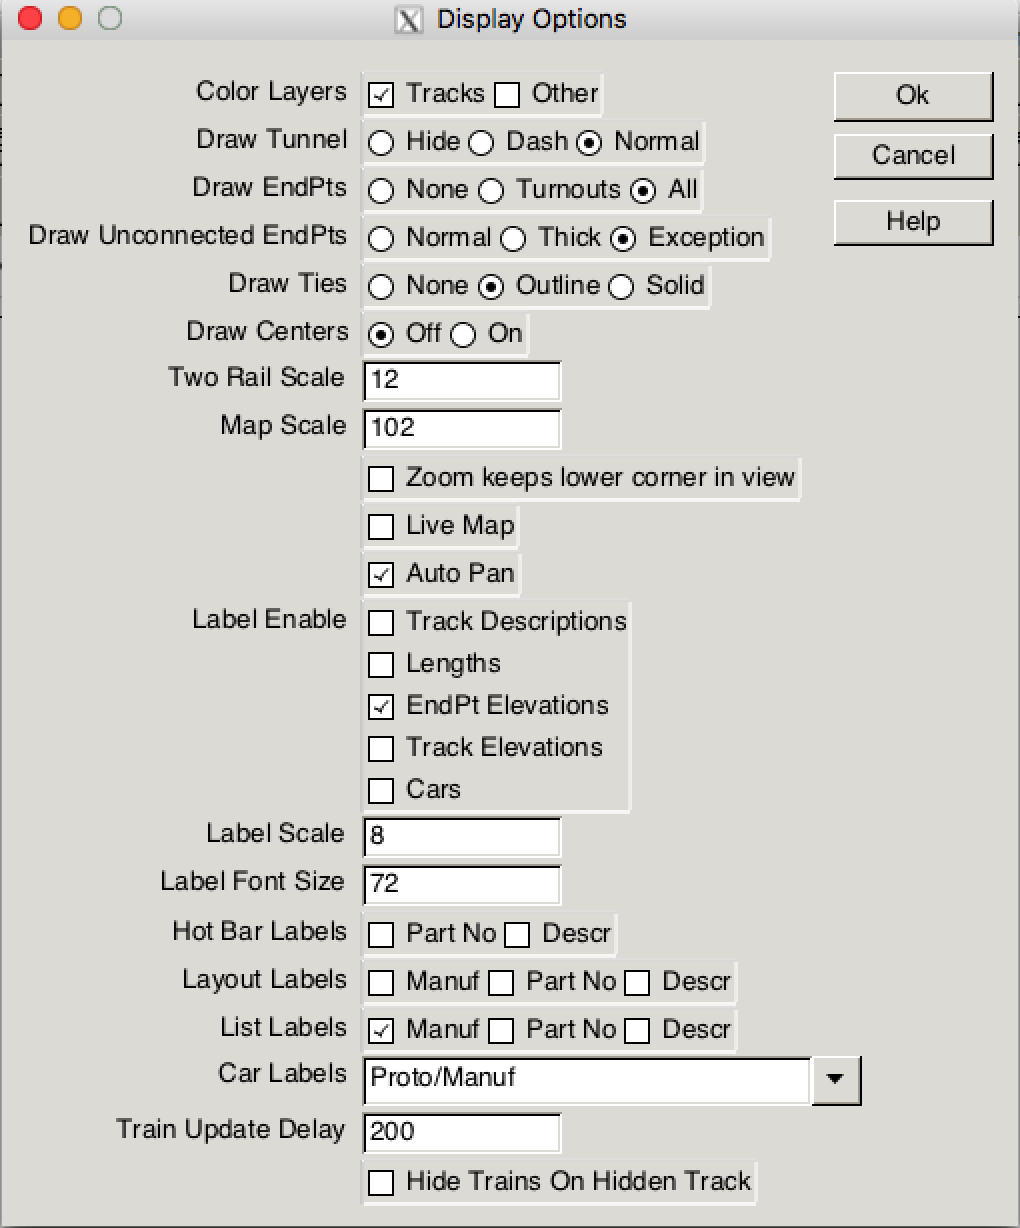 Display Options
Color Layers Tracks Other
Ok
Draw Tunnel Hide Dash Normal
Cancel
Draw EndPts None Turnouts All
Help
Draw Unconnected EndPts Normal Thick Exception
Draw Ties None Outline Solid
Draw Centers Off On
Two Rail Scale 12
Map Scale 102
Zoom keeps lower corner in view
Live Map
Auto Pan
Label Enable Track Descriptions
Lengths
EndPt Elevations
Track Elevations
Cars
Label Scale 8
Label Font Size 72
Hot Bar Labels Part No Descr
Layout Labels Manuf Part No Descr
List Labels Manuf Part No Descr
Car Labels Proto/Manuf
Train Update Delay 200
Hide Trains On Hidden Track